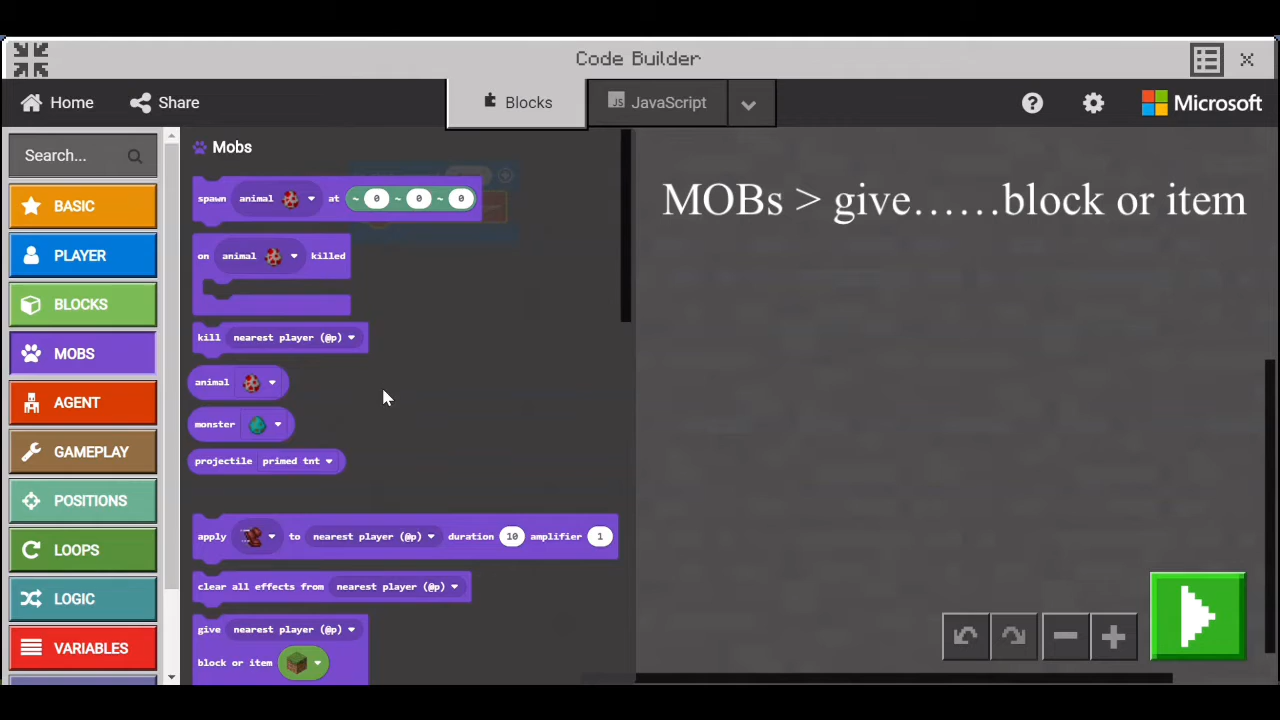 Code Builder
Home
Share
Blocks
JS JavaScript
Microsoft
Search...
BASIC
PLAYER
BLOCKS
MOBS
AGENT
GAMEPLAY
POSITIONS
LOOPS
LOGIC
VARIABLES
Mobs
spawn animal at ~ 0 ~ 0 ~ 0
on animal killed
kill nearest player (@p)
animal
monster
projectile primed tnt
apply to nearest player (@p) duration 10 amplifier 1
clear all effects from nearest player (@p)
give nearest player (@p)
block or item
MOBs > give……block or item